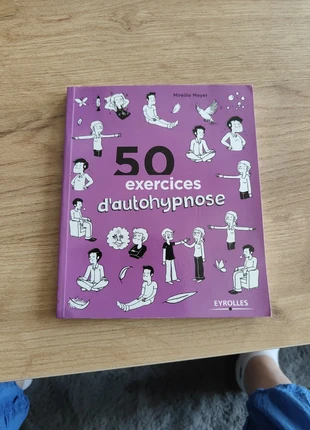 Mireille Meyer
50
exercices
d'autohypnose
EYROLLES